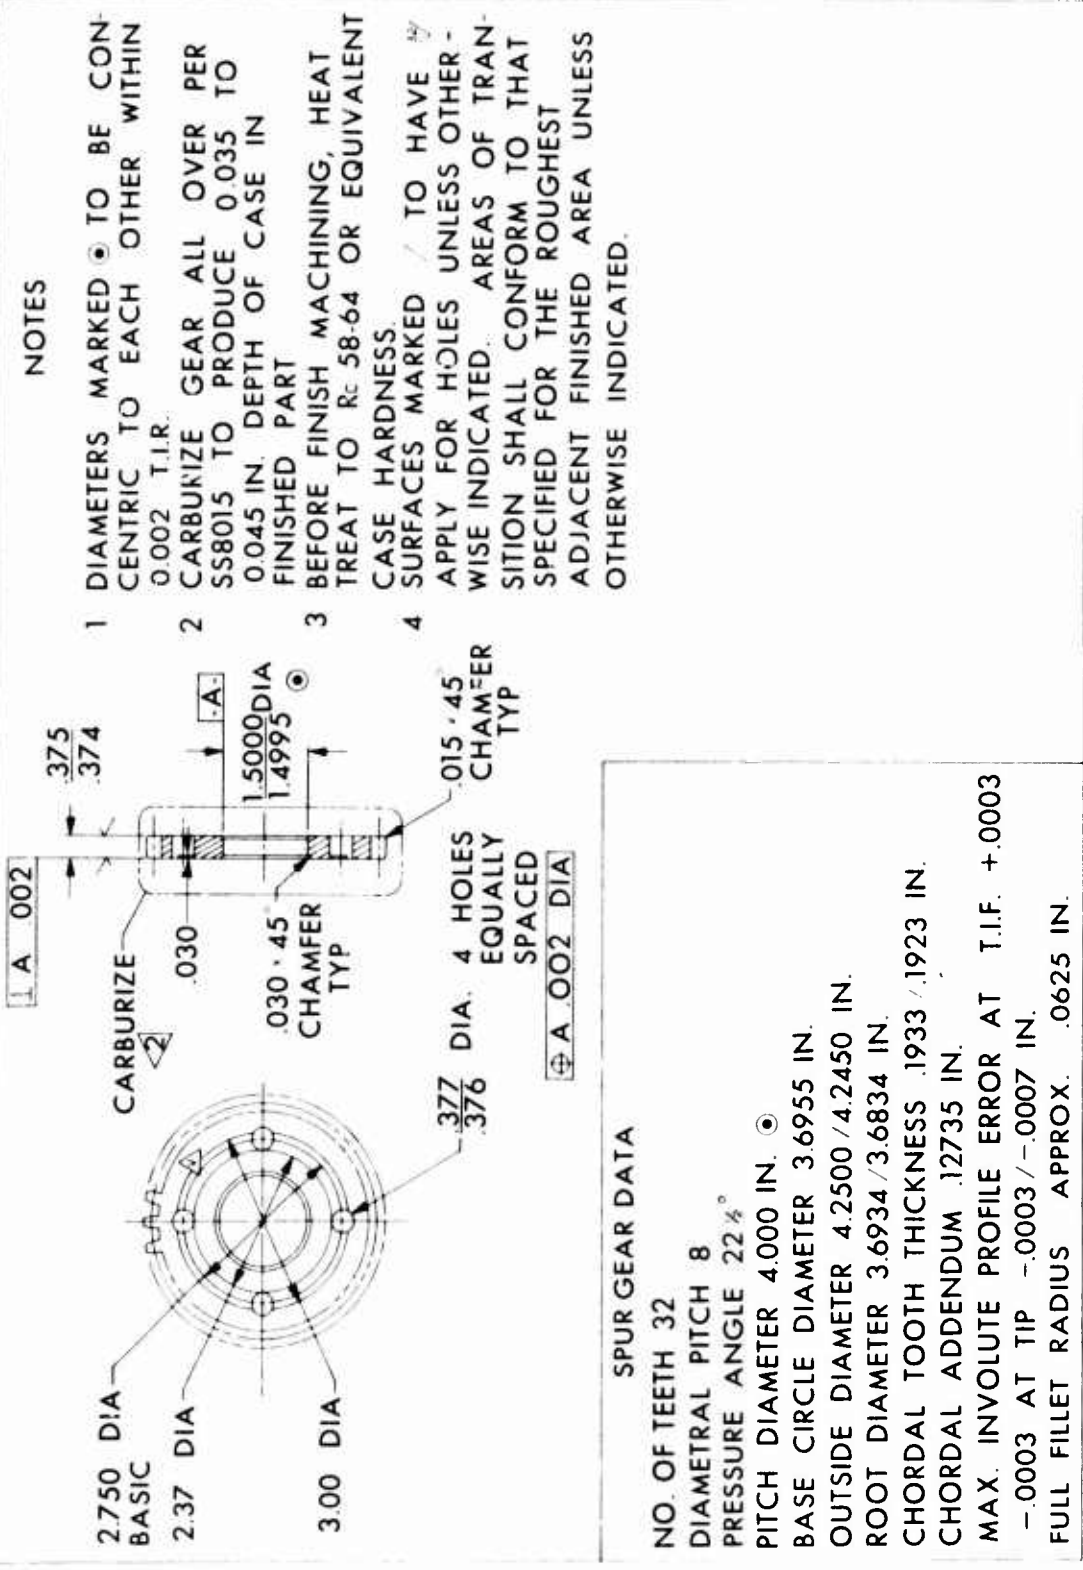 2.750 DIA
BASIC
2.37 DIA
3.00 DIA
CARBURIZE
2
⊥ A .002
.375
.374
.030
.030 · 45°
CHAMFER
TYP
-A-
1.5000 DIA
1.4995
.015 · 45°
CHAMFER
TYP
.377
.376
DIA. 4 HOLES
EQUALLY
SPACED
⌖ A .002 DIA
NOTES
1 DIAMETERS MARKED ⦿ TO BE CON-
CENTRIC TO EACH OTHER WITHIN
0.002 T.I.R.
2 CARBURIZE GEAR ALL OVER PER
SS8015 TO PRODUCE 0.035 TO
0.045 IN. DEPTH OF CASE IN
FINISHED PART
3 BEFORE FINISH MACHINING, HEAT
TREAT TO Rc 58-64 OR EQUIVALENT
CASE HARDNESS.
4 SURFACES MARKED TO HAVE
APPLY FOR HOLES UNLESS OTHER-
WISE INDICATED. AREAS OF TRAN-
SITION SHALL CONFORM TO THAT
SPECIFIED FOR THE ROUGHEST
ADJACENT FINISHED AREA UNLESS
OTHERWISE INDICATED.
SPUR GEAR DATA
NO. OF TEETH 32
DIAMETRAL PITCH 8
PRESSURE ANGLE 22½°
PITCH DIAMETER 4.000 IN. ⦿
BASE CIRCLE DIAMETER 3.6955 IN.
OUTSIDE DIAMETER 4.2500/4.2450 IN.
ROOT DIAMETER 3.6934/3.6834 IN.
CHORDAL TOOTH THICKNESS .1933/.1923 IN.
CHORDAL ADDENDUM .12735 IN.
MAX. INVOLUTE PROFILE ERROR AT T.I.F. +.0003
-.0003 AT TIP -.0003/-.0007 IN.
FULL FILLET RADIUS APPROX. .0625 IN.